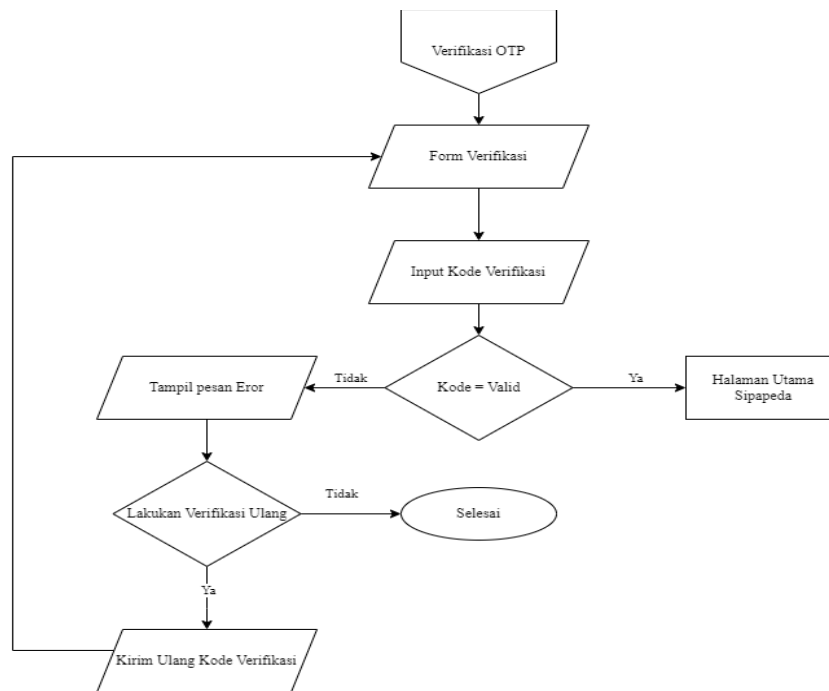 Verifikasi OTP
Form Verifikasi
Input Kode Verifikasi
Kode = Valid
Tidak
Ya
Tampil pesan Eror
Halaman Utama
Sipapeda
Lakukan Verifikasi Ulang
Tidak
Selesai
Ya
Kirim Ulang Kode Verifikasi